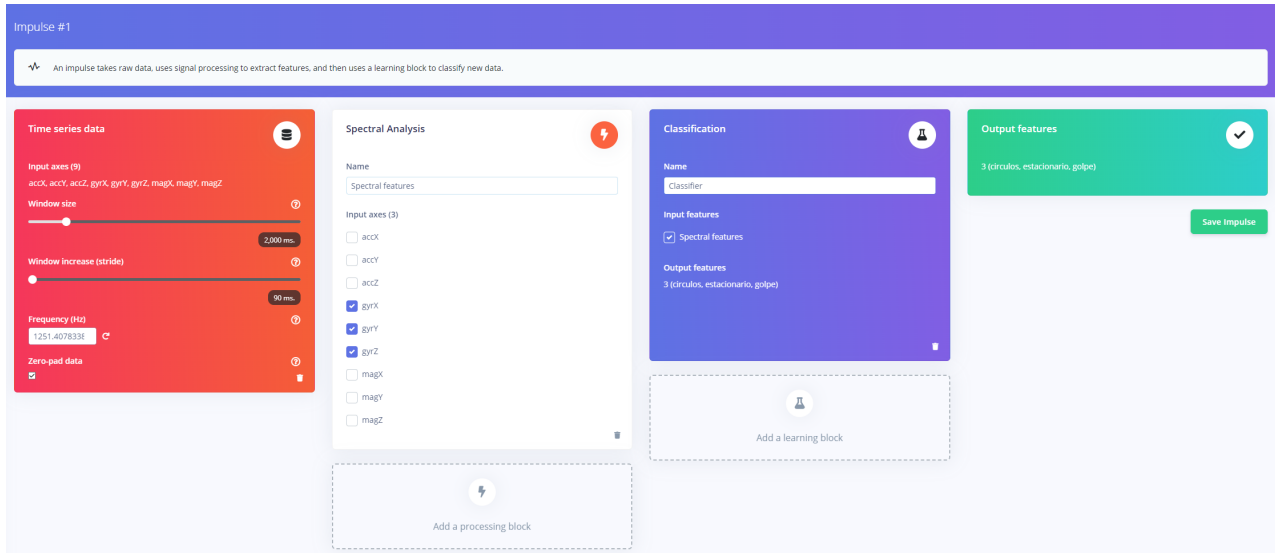 Impulse #1
An impulse takes raw data, uses signal processing to extract features, and then uses a learning block to classify new data.
Time series data
Input axes (9)
accX, accY, accZ, gyrX, gyrY, gyrZ, magX, magY, magZ
Window size
2,000 ms.
Window increase (stride)
90 ms.
Frequency (Hz)
Zero-pad data
Spectral Analysis
Name
Spectral features
Input axes (3)
accX
accY
accZ
gyrX
gyrY
gyrZ
magX
magY
magZ
Add a processing block
Classification
Name
Classifier
Input features
Spectral features
Output features
3 (circulos, estacionario, golpe)
Add a learning block
Output features
3 (circulos, estacionario, golpe)
Save Impulse